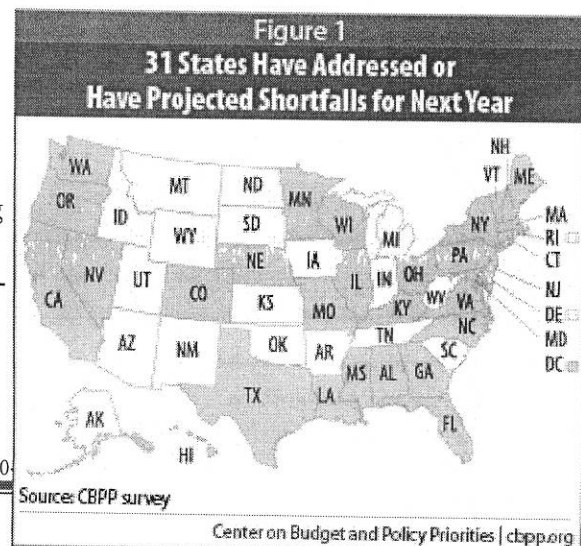 Figure 1
31 States Have Addressed or
Have Projected Shortfalls for Next Year
NH
WA
MT
ND
MN
VT
ME
OR
ID
SD
WI
MI
NY
MA
RI
WY
CT
NE
IA
PA
NV
UT
CO
IL
IN
OH
NJ
CA
KS
MO
KY
WV
VA
DE
MD
AZ
NM
OK
AR
TN
NC
SC
DC
MS
AL
GA
TX
LA
AK
HI
FL
Source: CBPP survey
Center on Budget and Policy Priorities | cbpp.org